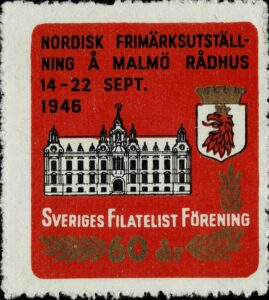 NORDISK FRIMÄRKSUTSTÄLL-
NING Å MALMÖ RÅDHUS
14-22 SEPT.
1946
SVERIGES FILATELIST FÖRENING
60 år